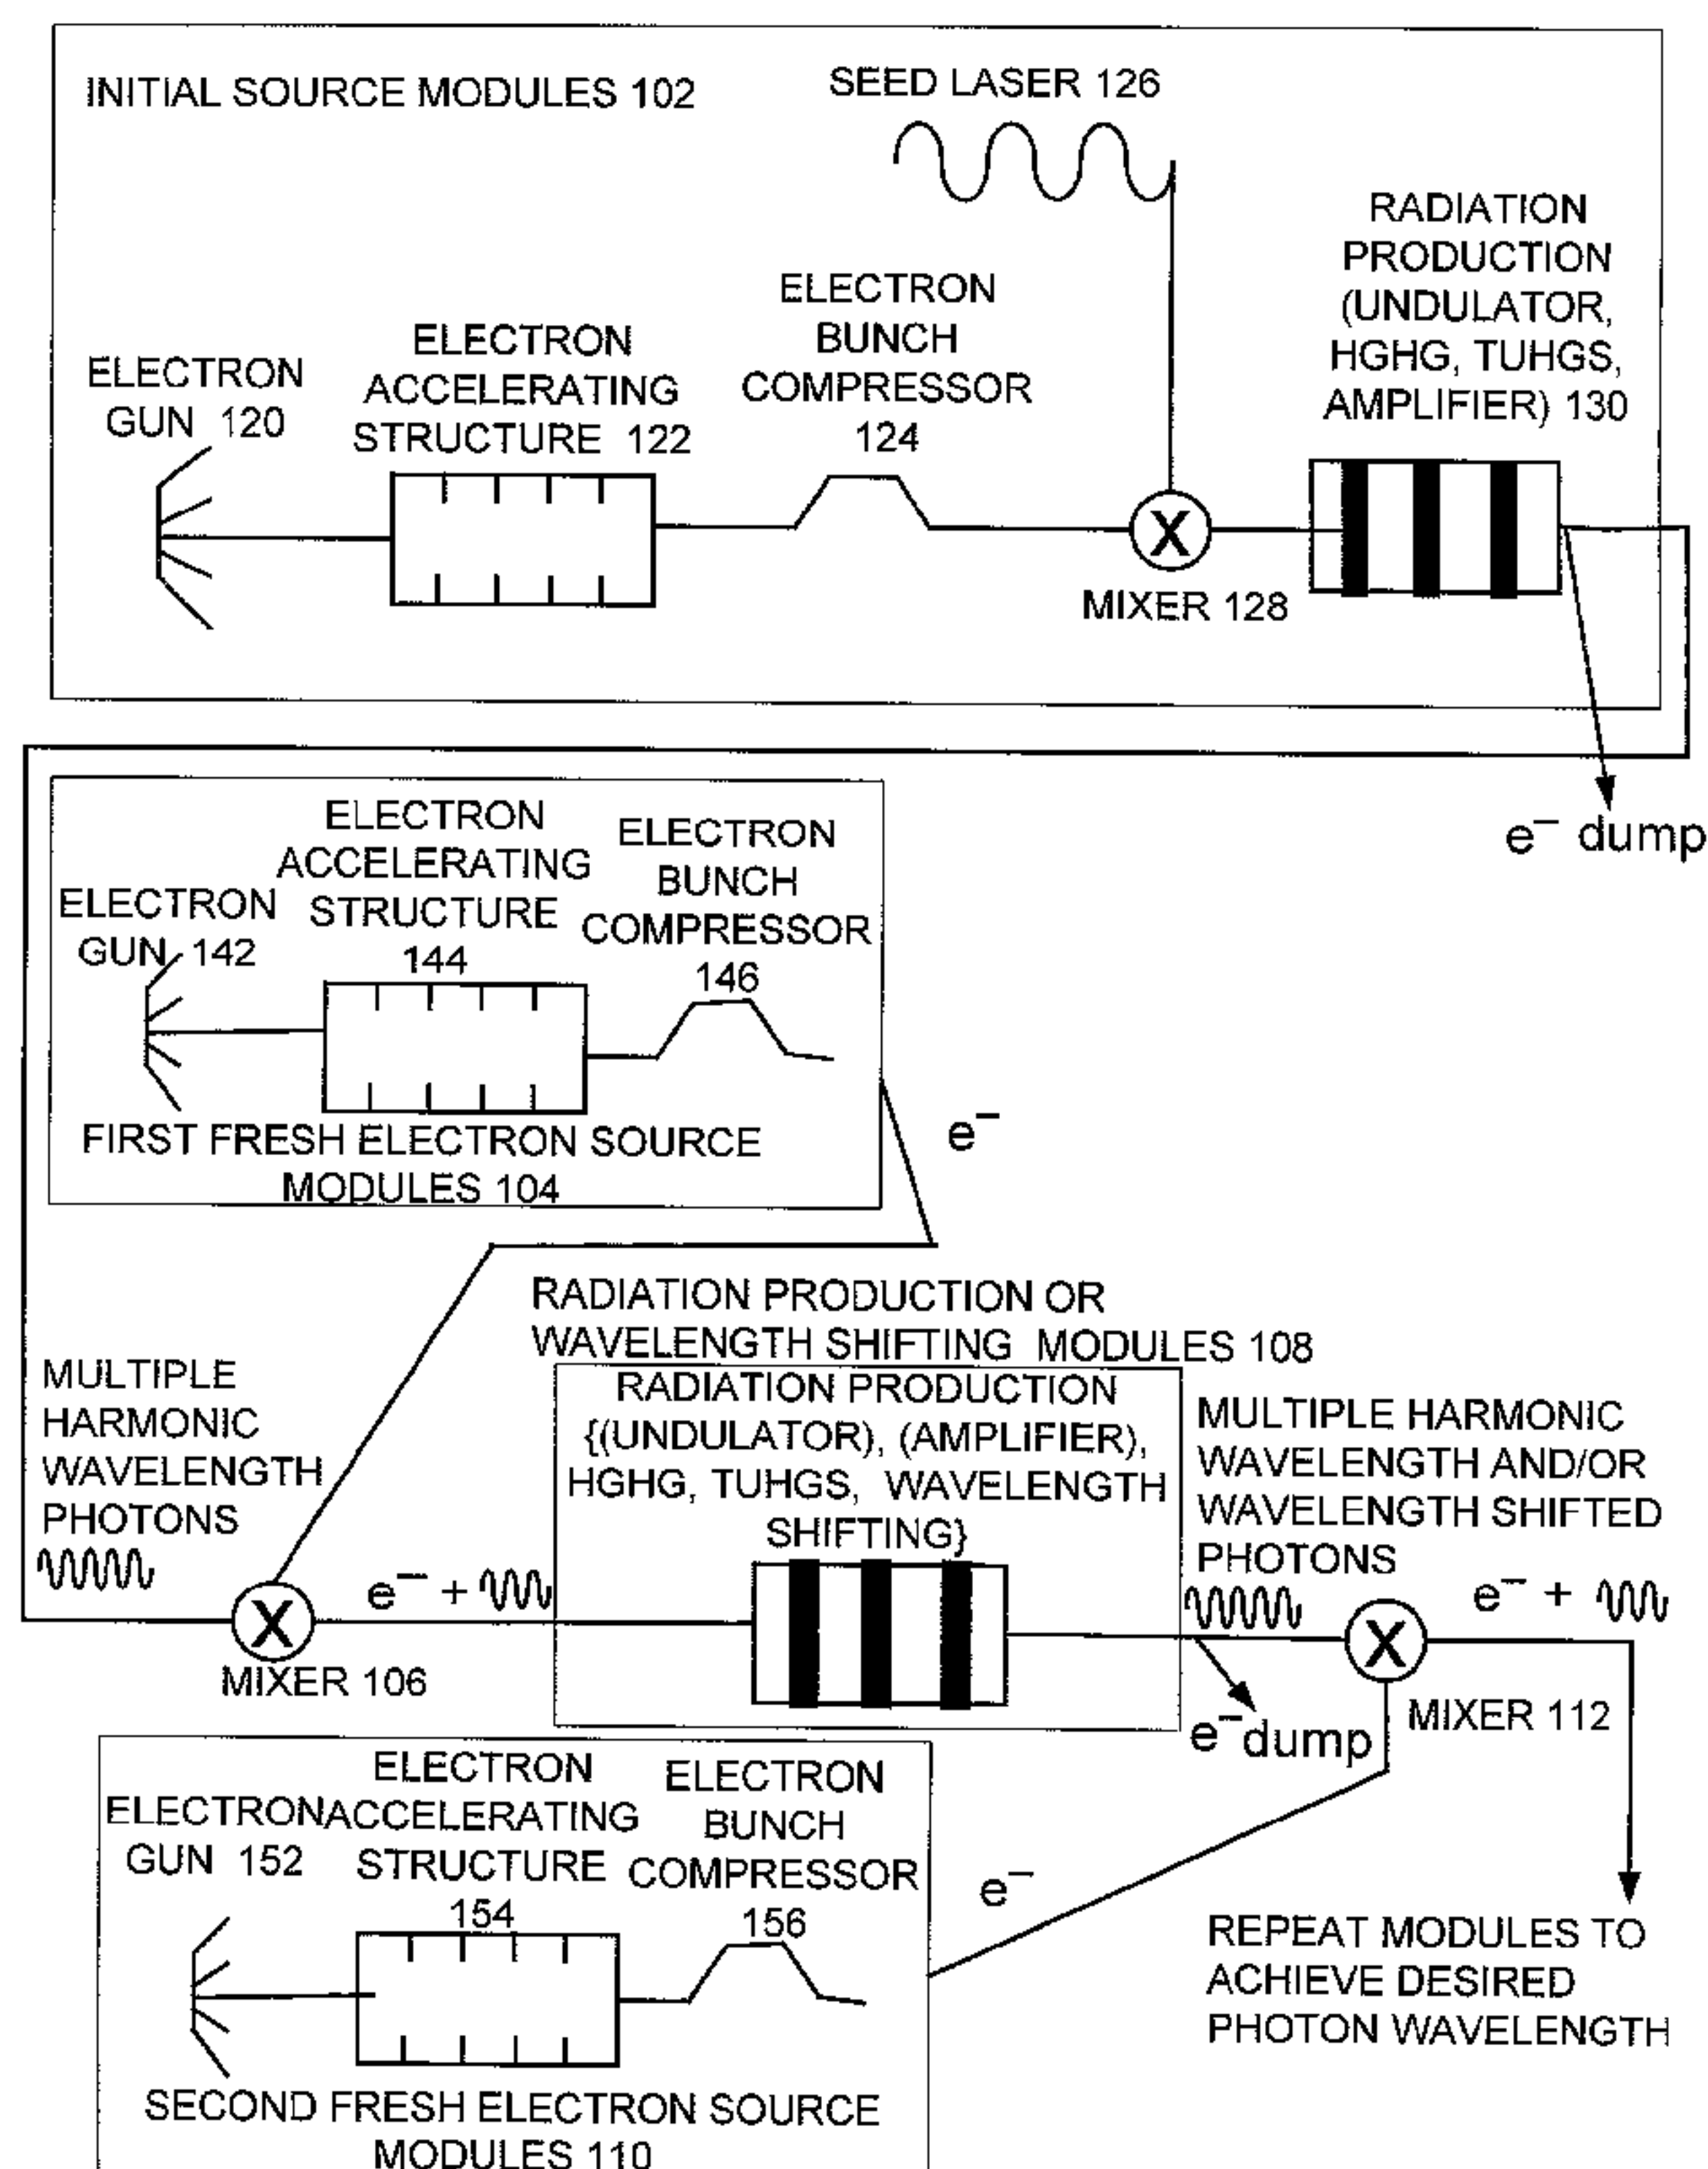 INITIAL SOURCE MODULES 102
SEED LASER 126
RADIATION
PRODUCTION
(UNDULATOR,
HGHG, TUHGS,
AMPLIFIER) 130
ELECTRON
BUNCH
COMPRESSOR
124
ELECTRON
ACCELERATING
STRUCTURE 122
ELECTRON
GUN 120
X
MIXER 128
e− dump
ELECTRON
ACCELERATING
STRUCTURE
144
ELECTRON
BUNCH
COMPRESSOR
146
ELECTRON
GUN 142
FIRST FRESH ELECTRON SOURCE
MODULES 104
e−
RADIATION PRODUCTION OR
WAVELENGTH SHIFTING MODULES 108
RADIATION PRODUCTION
{(UNDULATOR), (AMPLIFIER),
HGHG, TUHGS, WAVELENGTH
SHIFTING}
MULTIPLE
HARMONIC
WAVELENGTH
PHOTONS
MULTIPLE HARMONIC
WAVELENGTH AND/OR
WAVELENGTH SHIFTED
PHOTONS
e− +
e− +
X
X
MIXER 106
MIXER 112
e− dump
ELECTRON
ACCELERATING
STRUCTURE
154
ELECTRON
BUNCH
COMPRESSOR
156
ELECTRON
GUN 152
e−
REPEAT MODULES TO
ACHIEVE DESIRED
PHOTON WAVELENGTH
SECOND FRESH ELECTRON SOURCE
MODULES 110